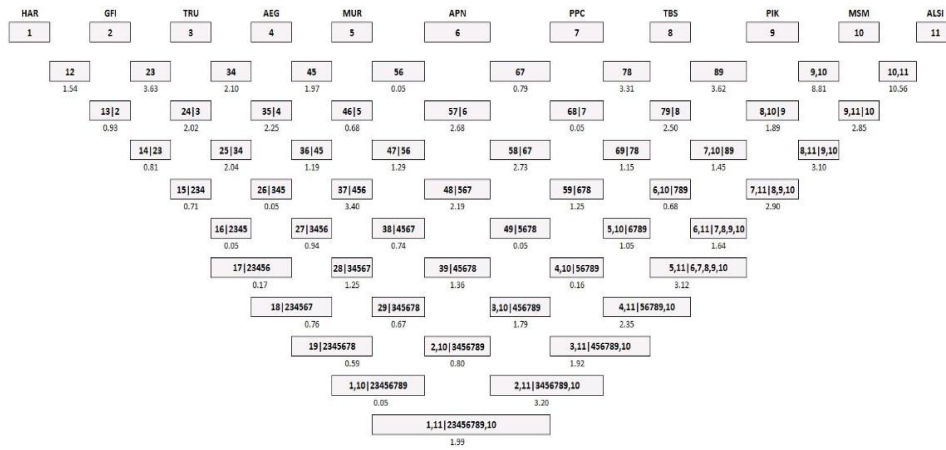 HAR GFI TRU AEG MUR APN PPC TBS PIK MSM ALSI
1 2 3 4 5 6 7 8 9 10 11
12 23 34 45 56 67 78 89 9,10 10,11
1.54 3.63 2.10 1.97 0.05 0.79 3.31 3.62 8.81 10.56
13|2 24|3 35|4 46|5 57|6 68|7 79|8 8,10|9 9,11|10
0.93 2.02 2.25 0.68 2.68 0.05 2.50 1.89 2.85
14|23 25|34 36|45 47|56 58|67 69|78 7,10|89 8,11|9,10
0.81 2.04 1.19 1.29 2.73 1.15 1.45 3.10
15|234 26|345 37|456 48|567 59|678 6,10|789 7,11|8,9,10
0.71 0.05 3.40 2.19 1.25 0.68 2.90
16|2345 27|3456 38|4567 49|5678 5,10|6789 6,11|7,8,9,10
0.05 0.94 0.74 0.05 1.05 1.64
17|23456 28|34567 39|45678 4,10|56789 5,11|6,7,8,9,10
0.17 1.25 1.36 0.16 3.12
18|234567 29|345678 3,10|456789 4,11|56789,10
0.76 0.67 1.79 2.35
19|2345678 2,10|3456789 3,11|456789,10
0.59 0.80 1.92
1,10|23456789 2,11|3456789,10
0.05 3.20
1,11|23456789,10
1.99